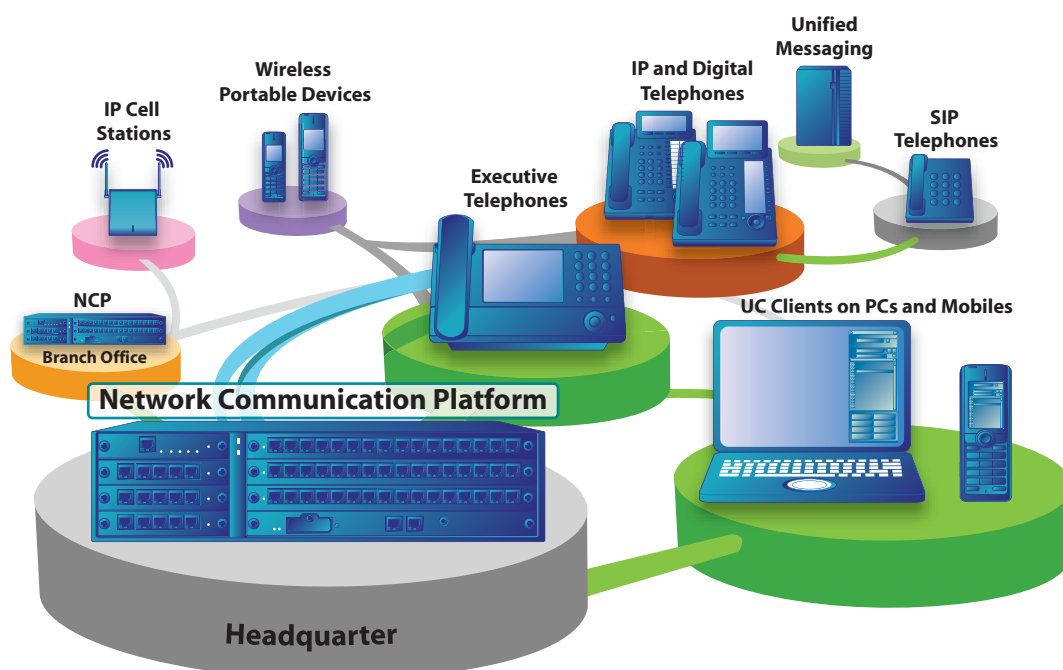 Unified
Messaging
Wireless
Portable Devices
IP and Digital
Telephones
IP Cell
Stations
SIP
Telephones
Executive
Telephones
NCP
Branch Office
UC Clients on PCs and Mobiles
Network Communication Platform
Headquarter